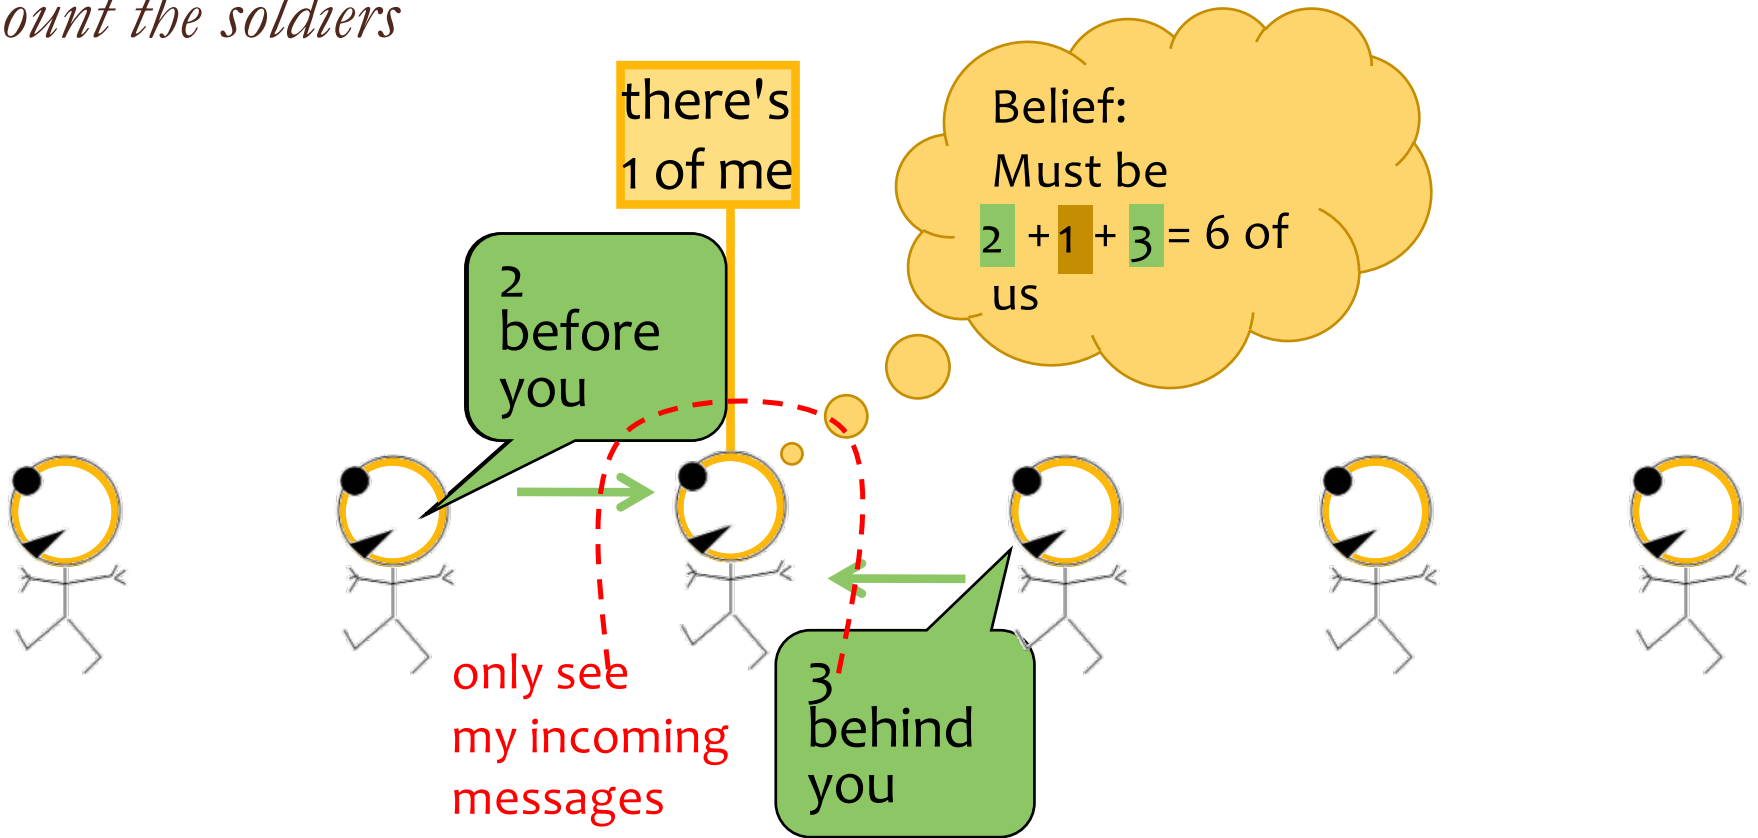 ount the soldiers
there's
1 of me
Belief:
Must be
2 + 1 + 3 = 6 of
us
2
before
you
only see
my incoming
messages
3
behind
you